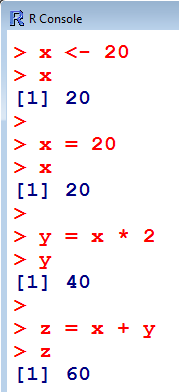 R Console
> x <- 20
> x
[1] 20
>
> x = 20
> x
[1] 20
>
> y = x * 2
> y
[1] 40
>
> z = x + y
> z
[1] 60